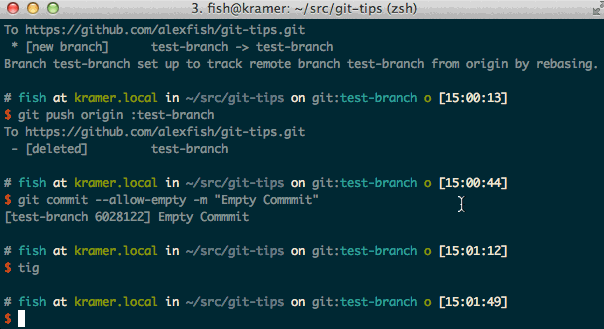 3. fish@kramer: ~/src/git-tips (zsh)
To https://github.com/alexfish/git-tips.git
 * [new branch]      test-branch -> test-branch
Branch test-branch set up to track remote branch test-branch from origin by rebasing.
# fish at kramer.local in ~/src/git-tips on git:test-branch o [15:00:13]
$ git push origin :test-branch
To https://github.com/alexfish/git-tips.git
 - [deleted]         test-branch
# fish at kramer.local in ~/src/git-tips on git:test-branch o [15:00:44]
$ git commit --allow-empty -m "Empty Commmit"
[test-branch 6028122] Empty Commmit
# fish at kramer.local in ~/src/git-tips on git:test-branch o [15:01:12]
$ tig
# fish at kramer.local in ~/src/git-tips on git:test-branch o [15:01:49]
$